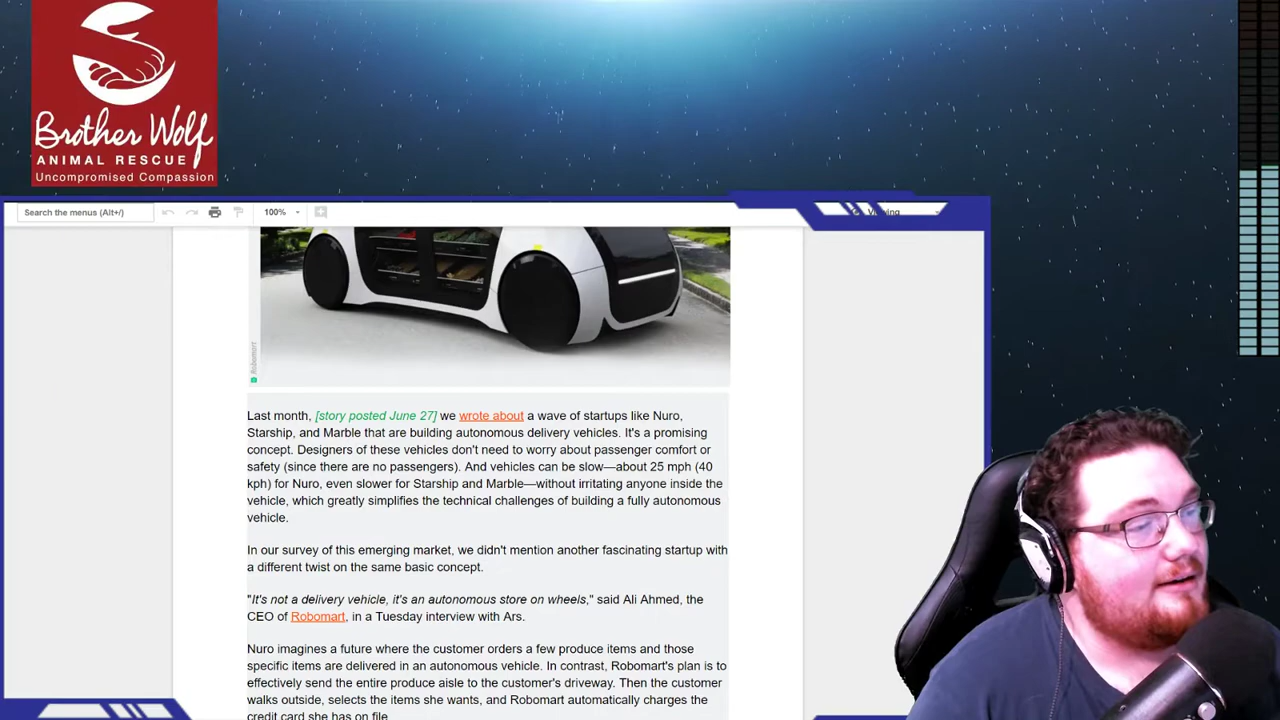 Brother Wolf
ANIMAL RESCUE
Uncompromised Compassion
Search the menus (Alt+/)
100%
Robomart
Last month, [story posted June 27] we wrote about a wave of startups like Nuro,
Starship, and Marble that are building autonomous delivery vehicles. It's a promising
concept. Designers of these vehicles don't need to worry about passenger comfort or
safety (since there are no passengers). And vehicles can be slow—about 25 mph (40
kph) for Nuro, even slower for Starship and Marble—without irritating anyone inside the
vehicle, which greatly simplifies the technical challenges of building a fully autonomous
vehicle.
In our survey of this emerging market, we didn't mention another fascinating startup with
a different twist on the same basic concept.
"It's not a delivery vehicle, it's an autonomous store on wheels," said Ali Ahmed, the
CEO of Robomart, in a Tuesday interview with Ars.
Nuro imagines a future where the customer orders a few produce items and those
specific items are delivered in an autonomous vehicle. In contrast, Robomart's plan is to
effectively send the entire produce aisle to the customer's driveway. Then the customer
walks outside, selects the items she wants, and Robomart automatically charges the
credit card she has on file.